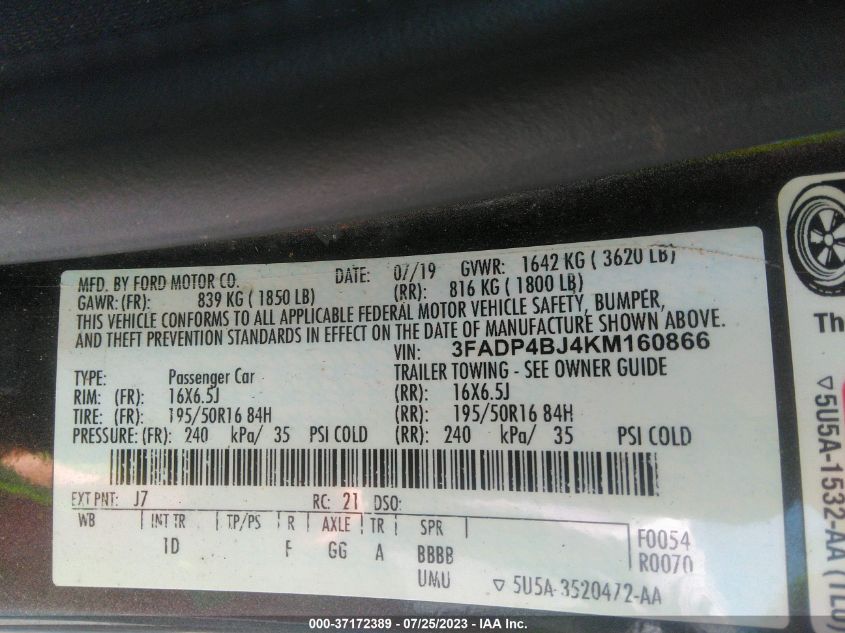 MFD. BY FORD MOTOR CO. DATE: 07/19 GVWR: 1642 KG ( 3620 LB)
GAWR: (FR): 839 KG ( 1850 LB) (RR): 816 KG ( 1800 LB)
THIS VEHICLE CONFORMS TO ALL APPLICABLE FEDERAL MOTOR VEHICLE SAFETY, BUMPER,
AND THEFT PREVENTION STANDARDS IN EFFECT ON THE DATE OF MANUFACTURE SHOWN ABOVE.
VIN: 3FADP4BJ4KM160866
TYPE: Passenger Car TRAILER TOWING - SEE OWNER GUIDE
RIM: (FR): 16X6.5J (RR): 16X6.5J
TIRE: (FR): 195/50R16 84H (RR): 195/50R16 84H
PRESSURE: (FR): 240 kPa/ 35 PSI COLD (RR): 240 kPa/ 35 PSI COLD
EXT PNT: J7 RC: 21 DSO:
WB | INT TR | TP/PS | R | AXLE | TR | SPR | F0054
ID F GG A BBBB R0070
UMU ▽ 5U5A-3520472-AA
Th
▽5U5A-1532-AA (TLU)
000-37172389 - 07/25/2023 - IAA Inc.